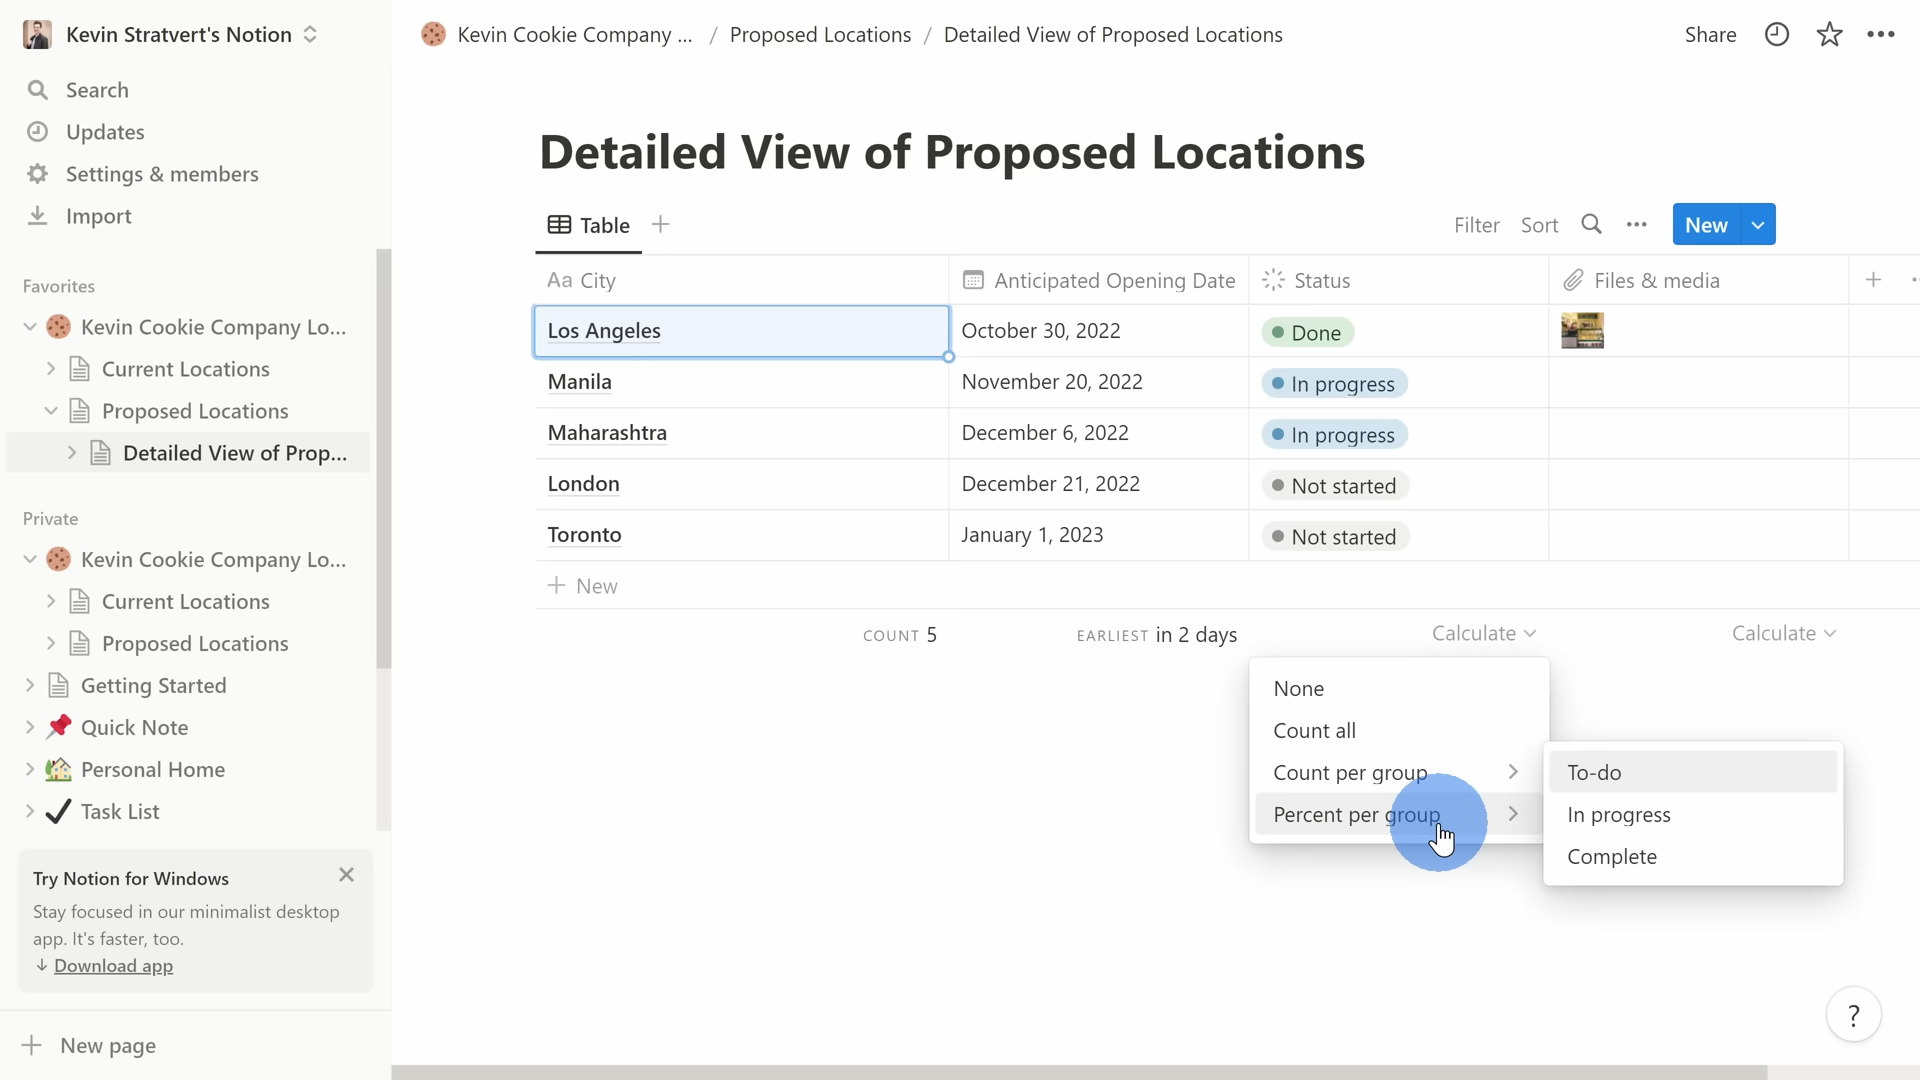 Kevin Stratvert's Notion
Search
Updates
Settings & members
Import
Favorites
Kevin Cookie Company Lo...
Current Locations
Proposed Locations
Detailed View of Prop...
Private
Kevin Cookie Company Lo...
Current Locations
Proposed Locations
Getting Started
Quick Note
Personal Home
Task List
Try Notion for Windows
Stay focused in our minimalist desktop
app. It's faster, too.
Download app
New page
Kevin Cookie Company ... / Proposed Locations / Detailed View of Proposed Locations
Share
Detailed View of Proposed Locations
Table
Filter Sort New
Aa City Anticipated Opening Date Status Files & media
Los Angeles October 30, 2022 Done
Manila November 20, 2022 In progress
Maharashtra December 6, 2022 In progress
London December 21, 2022 Not started
Toronto January 1, 2023 Not started
New
COUNT 5 EARLIEST in 2 days Calculate Calculate
None
Count all
Count per group
Percent per group
To-do
In progress
Complete
?